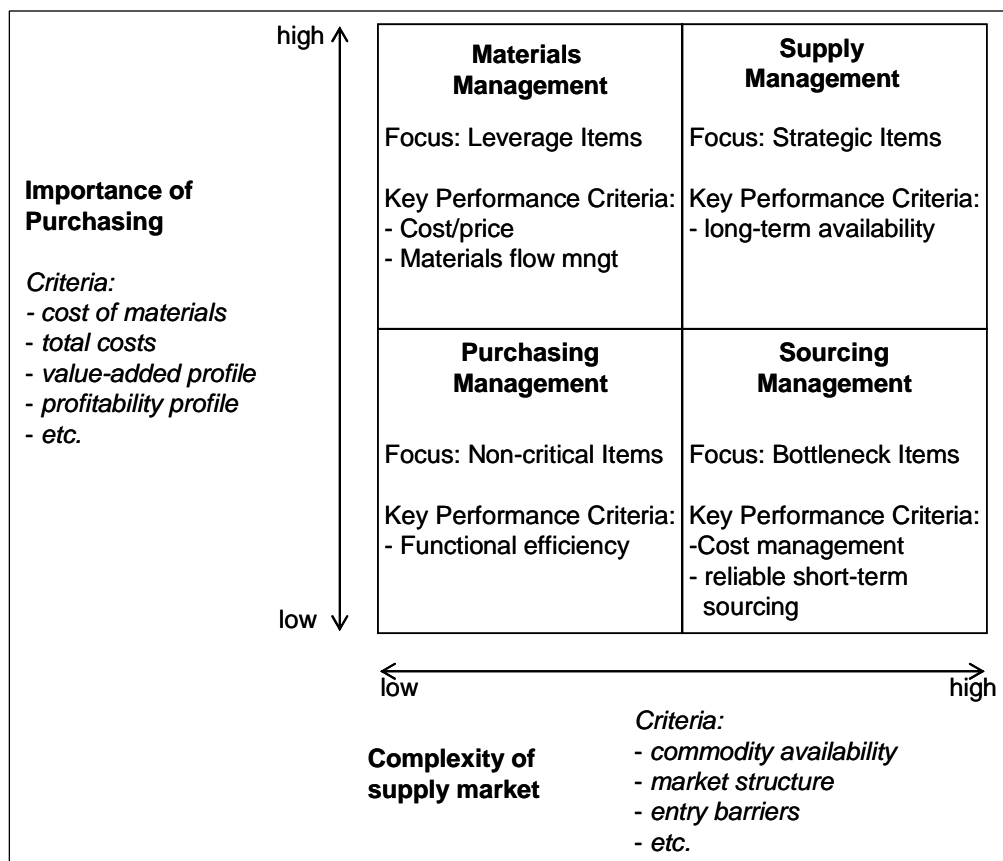 high
Importance of
Purchasing
Criteria:
- cost of materials
- total costs
- value-added profile
- profitability profile
- etc.
low
Materials
Management
Focus: Leverage Items
Key Performance Criteria:
- Cost/price
- Materials flow mngt
Supply
Management
Focus: Strategic Items
Key Performance Criteria:
- long-term availability
Purchasing
Management
Focus: Non-critical Items
Key Performance Criteria:
- Functional efficiency
Sourcing
Management
Focus: Bottleneck Items
Key Performance Criteria:
-Cost management
- reliable short-term
sourcing
low
high
Complexity of
supply market
Criteria:
- commodity availability
- market structure
- entry barriers
- etc.